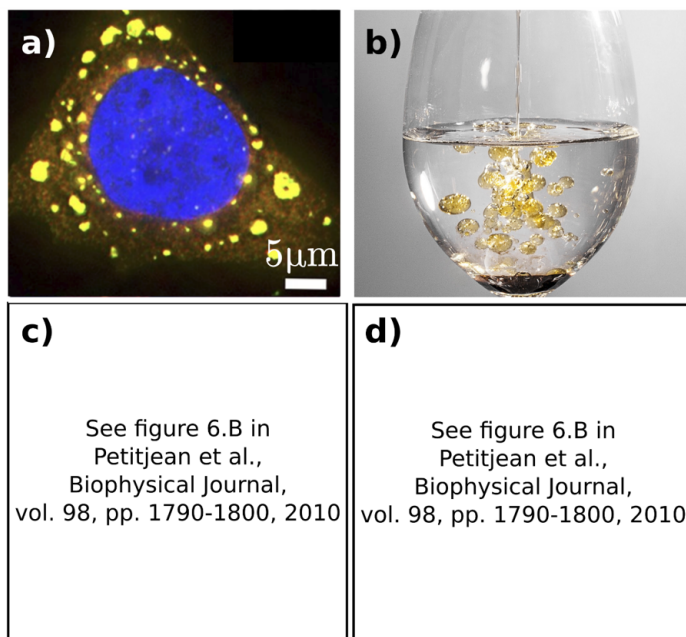 a)
b)
5μm
c)
d)
See figure 6.B in
Petitjean et al.,
Biophysical Journal,
vol. 98, pp. 1790-1800, 2010
See figure 6.B in
Petitjean et al.,
Biophysical Journal,
vol. 98, pp. 1790-1800, 2010